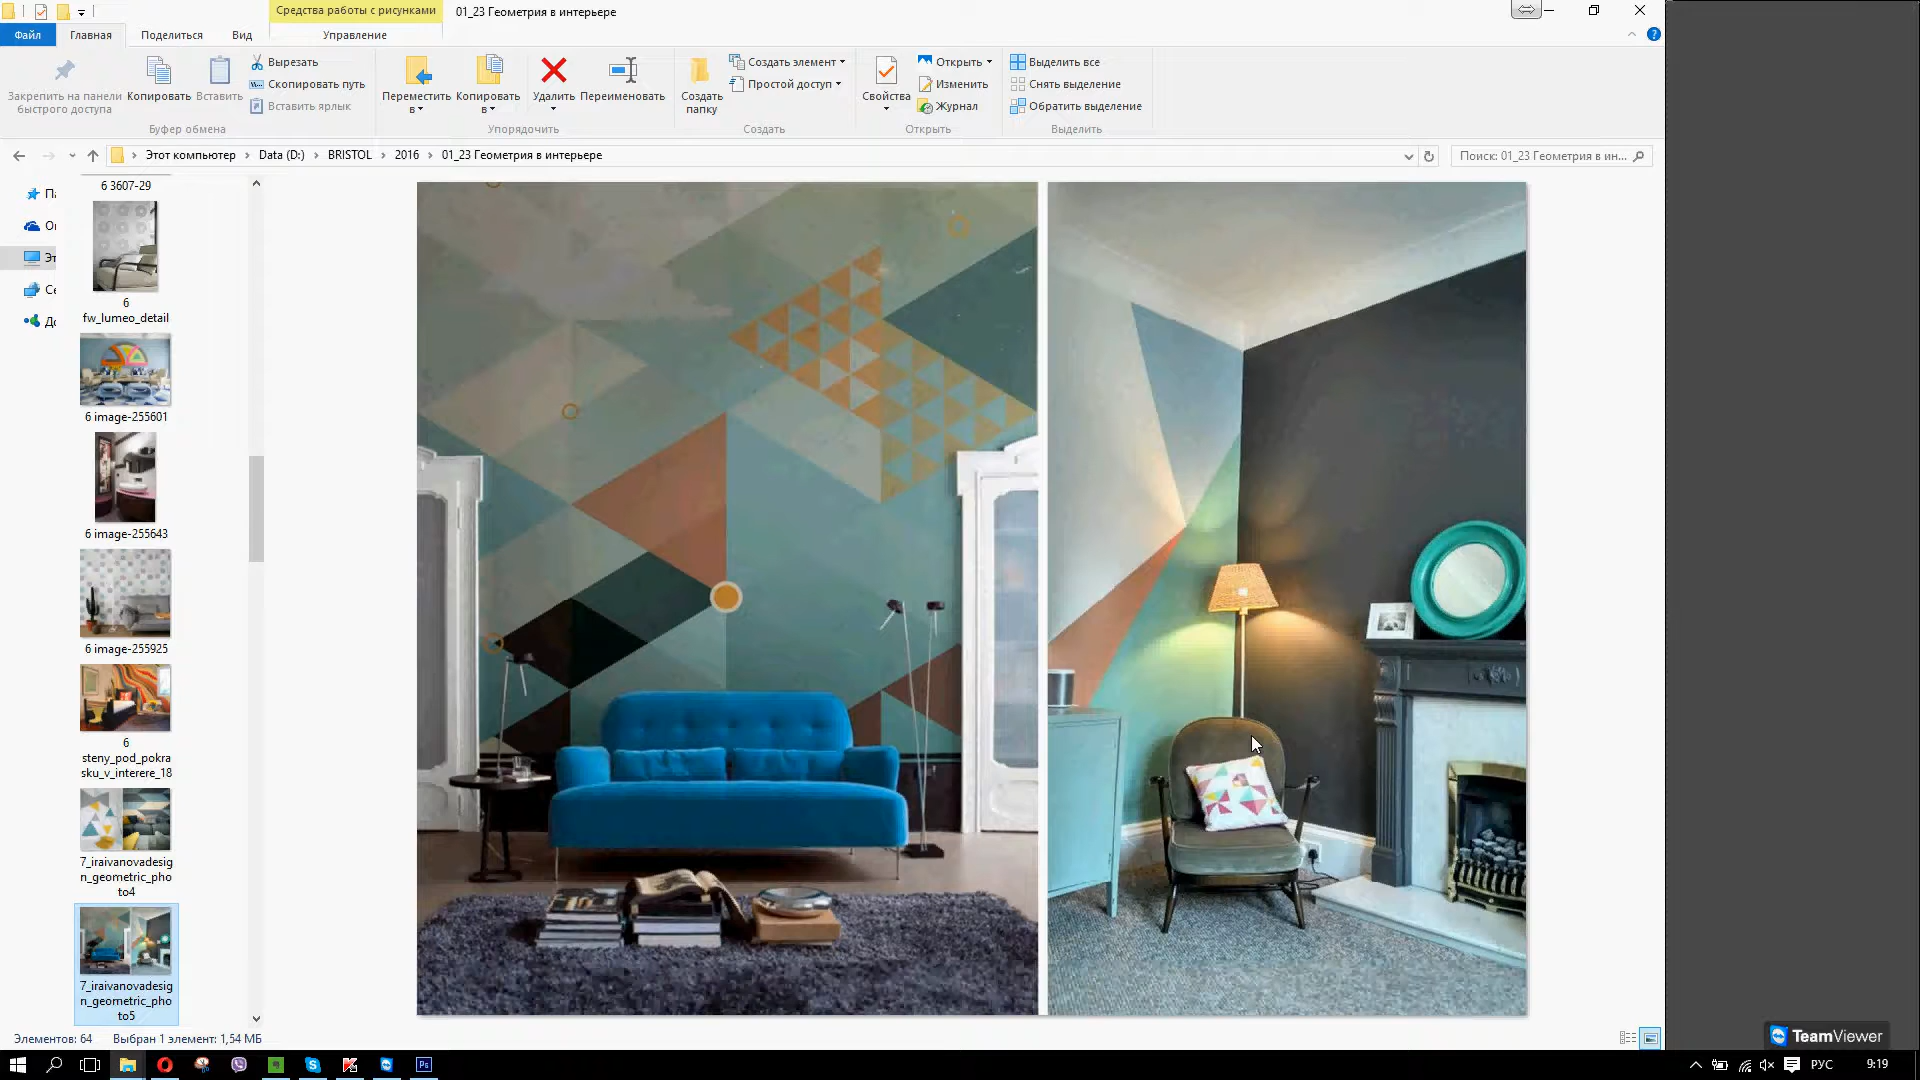 Средства работы с рисунками
01_23 Геометрия в интерьере
Файл
Главная
Поделиться
Вид
Управление
Закрепить на панели
быстрого доступа
Копировать
Вставить
Вырезать
Скопировать путь
Вставить ярлык
Буфер обмена
Переместить
в
Копировать
в
Удалить
Переименовать
Упорядочить
Создать
папку
Создать элемент
Простой доступ
Создать
Свойства
Открыть
Изменить
Журнал
Открыть
Выделить все
Снять выделение
Обратить выделение
Выделить
Этот компьютер
Data (D:)
BRISTOL
2016
01_23 Геометрия в интерьере
Поиск: 01_23 Геометрия в ин...
6 3607-29
6
fw_lumeo_detail
6 image-255601
6 image-255643
6 image-255925
6
steny_pod_pokra
sku_v_interere_18
7_iraivanovadesig
n_geometric_pho
to4
7_iraivanovadesig
n_geometric_pho
to5
Элементов: 64
Выбран 1 элемент: 1,54 МБ
TeamViewer
Ps
РУС
9:19